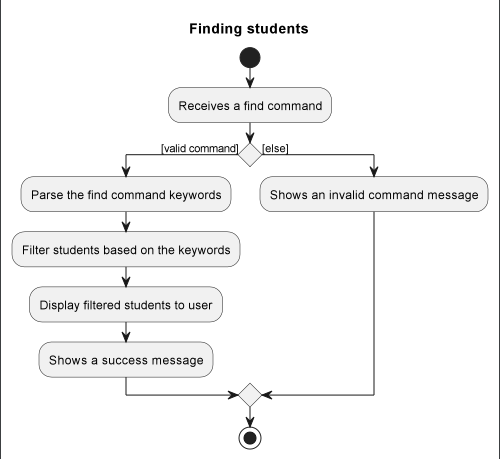 Finding students
Receives a find command
[valid command]
[else]
Parse the find command keywords
Shows an invalid command message
Filter students based on the keywords
Display filtered students to user
Shows a success message